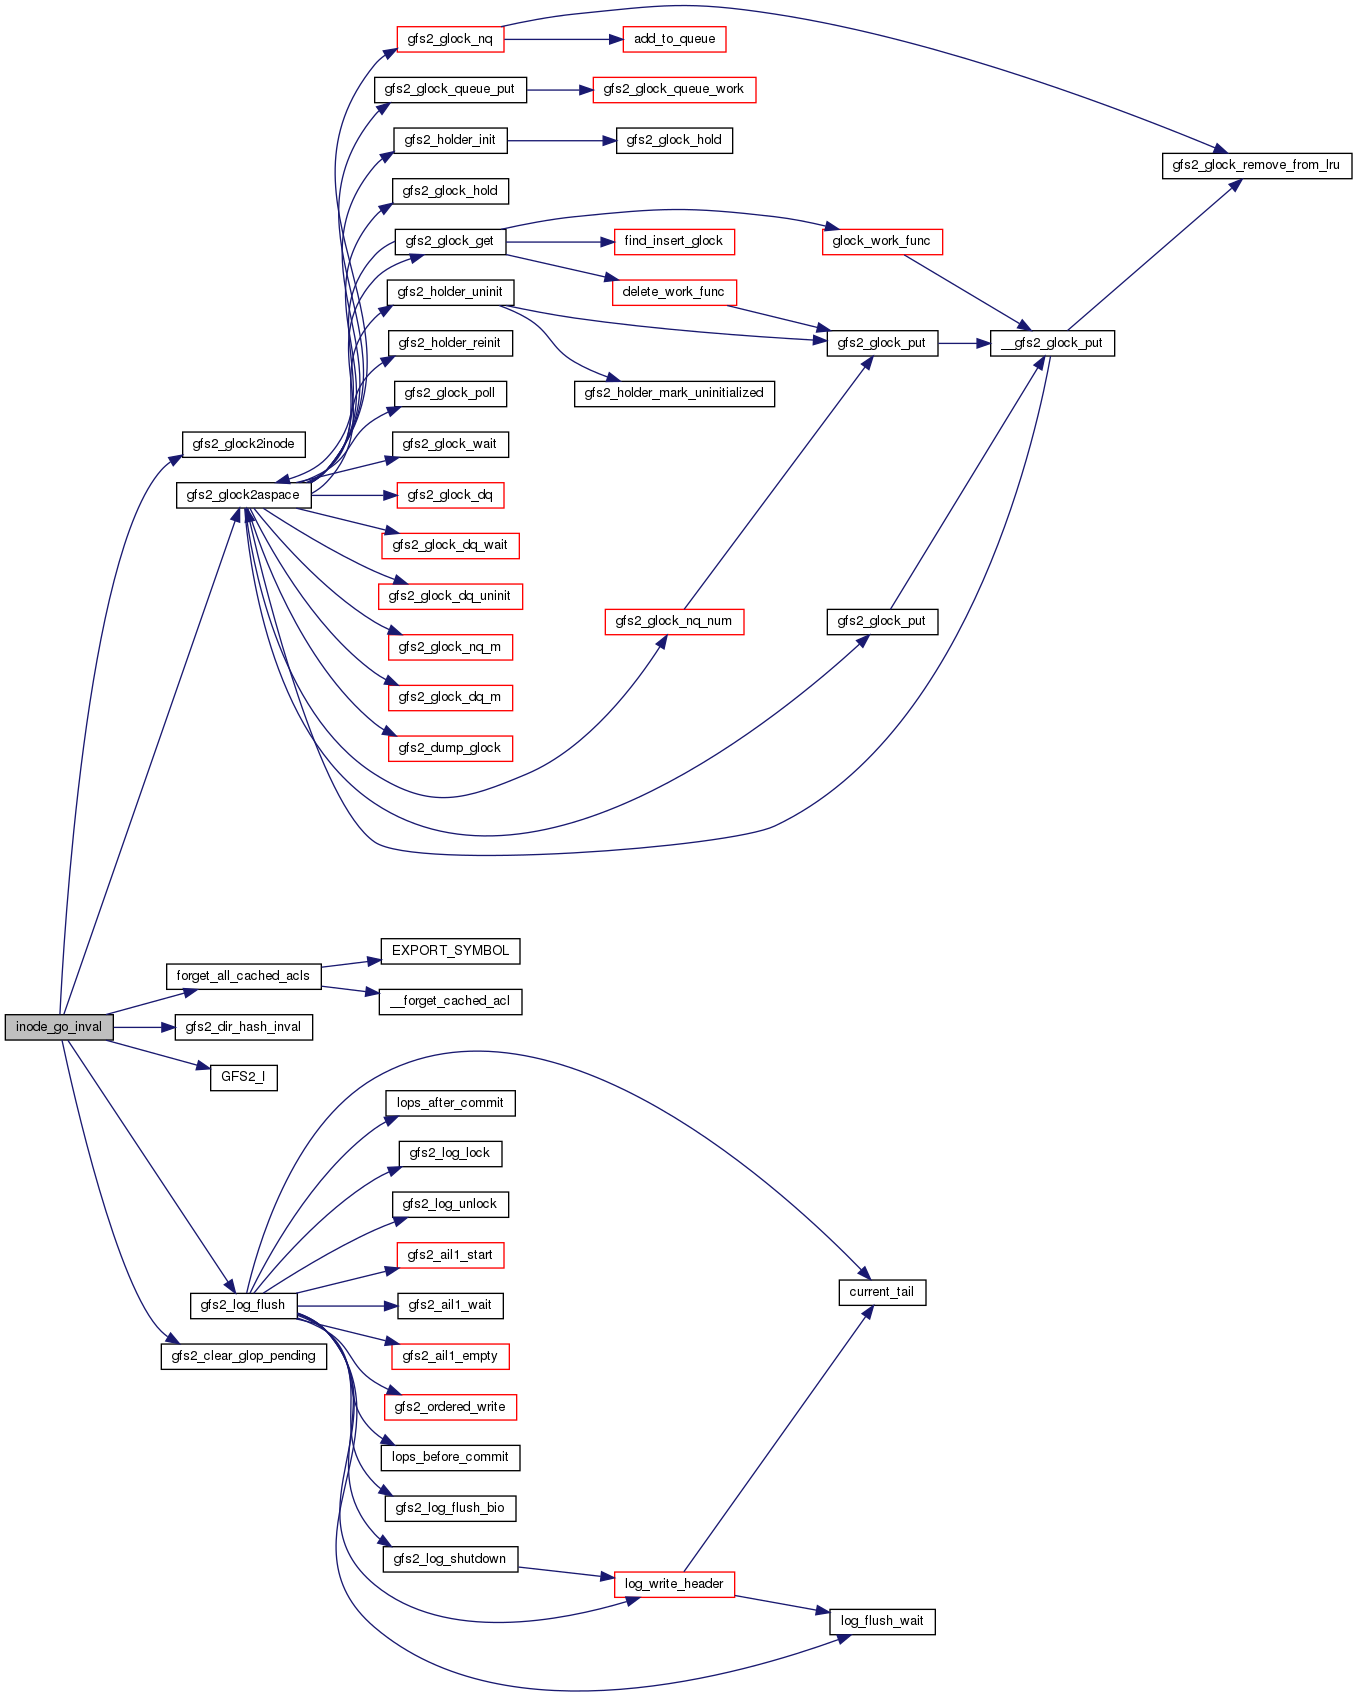 gfs2_glock_nq
add_to_queue
gfs2_glock_queue_put
gfs2_glock_queue_work
gfs2_holder_init
gfs2_glock_hold
gfs2_glock_remove_from_lru
gfs2_glock_hold
gfs2_glock_get
find_insert_glock
glock_work_func
gfs2_holder_uninit
delete_work_func
gfs2_holder_reinit
gfs2_glock_put
__gfs2_glock_put
gfs2_glock_poll
gfs2_holder_mark_uninitialized
gfs2_glock2inode
gfs2_glock_wait
gfs2_glock2aspace
gfs2_glock_dq
gfs2_glock_dq_wait
gfs2_glock_dq_uninit
gfs2_glock_nq_num
gfs2_glock_put
gfs2_glock_nq_m
gfs2_glock_dq_m
gfs2_dump_glock
EXPORT_SYMBOL
forget_all_cached_acls
__forget_cached_acl
inode_go_inval
gfs2_dir_hash_inval
GFS2_I
lops_after_commit
gfs2_log_lock
gfs2_log_unlock
gfs2_ail1_start
current_tail
gfs2_log_flush
gfs2_ail1_wait
gfs2_clear_glop_pending
gfs2_ail1_empty
gfs2_ordered_write
lops_before_commit
gfs2_log_flush_bio
gfs2_log_shutdown
log_write_header
log_flush_wait